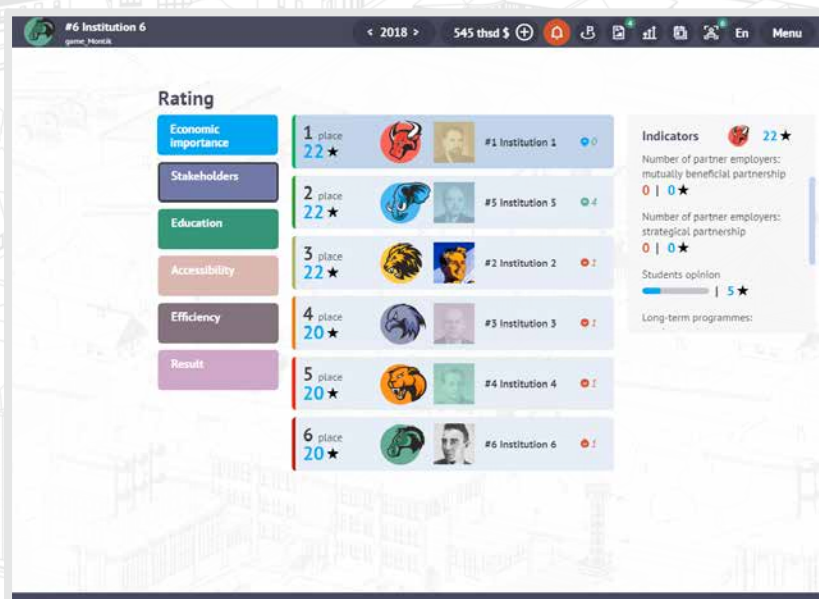 #6 Institution 6
game_Montik
< 2018 >
545 thsd $
En
Menu
Rating
Economic
importance
Stakeholders
Education
Accessibility
Efficiency
Result
1 place
22★
#1 Institution 1
0
2 place
22★
#5 Institution 5
4
3 place
22★
#2 Institution 2
1
4 place
20★
#3 Institution 3
1
5 place
20★
#4 Institution 4
1
6 place
20★
#6 Institution 6
1
Indicators 22★
Number of partner employers:
mutually beneficial partnership
0 | 0★
Number of partner employers:
strategical partnership
0 | 0★
Students opinion
| 5★
Long-term programmes: